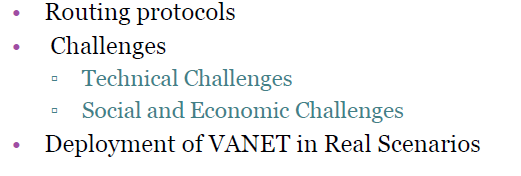 • Routing protocols
• Challenges
▫ Technical Challenges
▫ Social and Economic Challenges
• Deployment of VANET in Real Scenarios